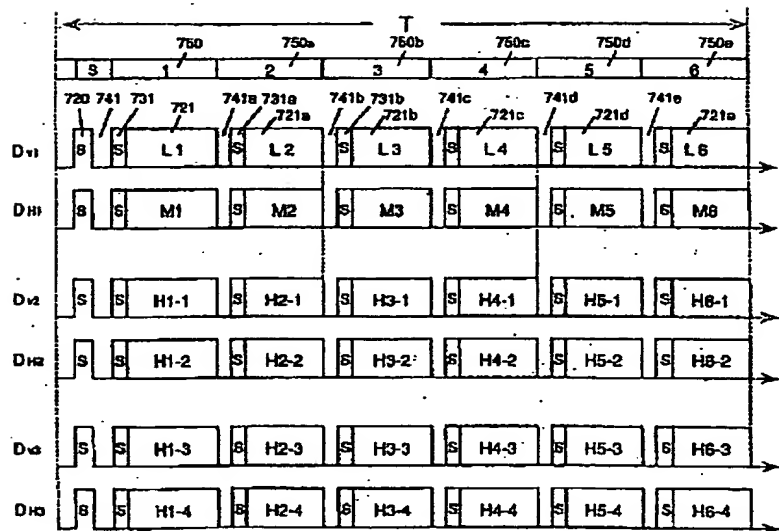 T
750 750a 750b 750c 750d 750e
S 1 2 3 4 5 6
720 741 731 721 741a 731a 721a 741b 731b 721b 741c 721c 741d 721d 741e 721e
DV1 S S L1 S L2 S L3 S L4 S L5 S L6
DH1 S S M1 S M2 S M3 S M4 S M5 S M6
DV2 S S H1-1 S H2-1 S H3-1 S H4-1 S H5-1 S H6-1
DH2 S S H1-2 S H2-2 S H3-2 S H4-2 S H5-2 S H6-2
DV3 S S H1-3 S H2-3 S H3-3 S H4-3 S H5-3 S H6-3
DH3 S S H1-4 S H2-4 S H3-4 S H4-4 S H5-4 S H6-4